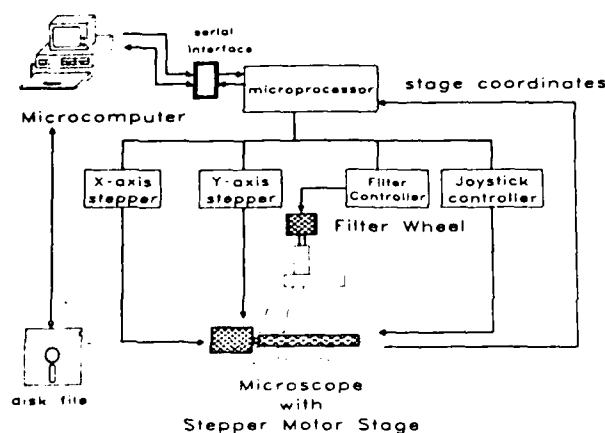 serial
interface
microprocessor
stage coordinates
Microcomputer
X-axis
stepper
Y-axis
stepper
Filter
Controller
Joystick
controller
Filter Wheel
disk file
Microscope
with
Stepper Motor Stage